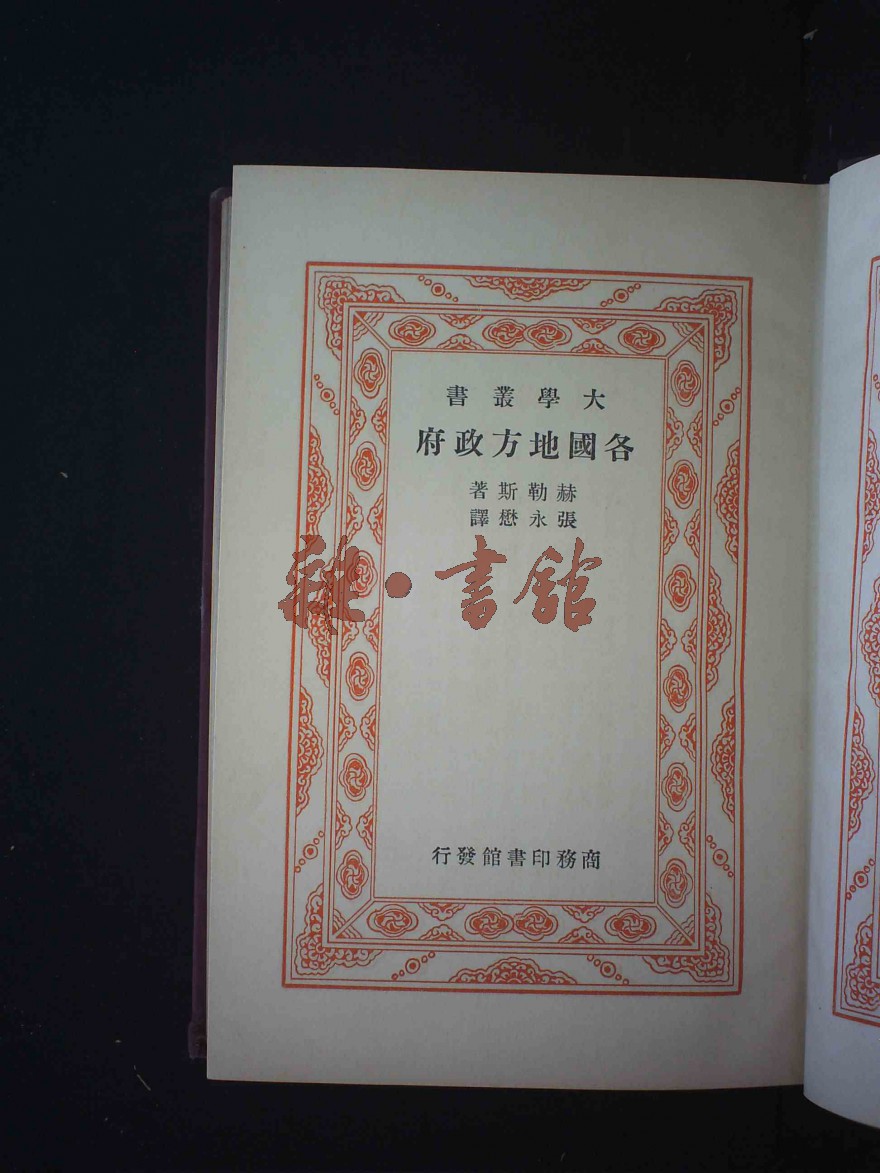 大學叢書
各國地方政府
赫勒斯著
張永懋譯
雜·書館
商務印書館發行